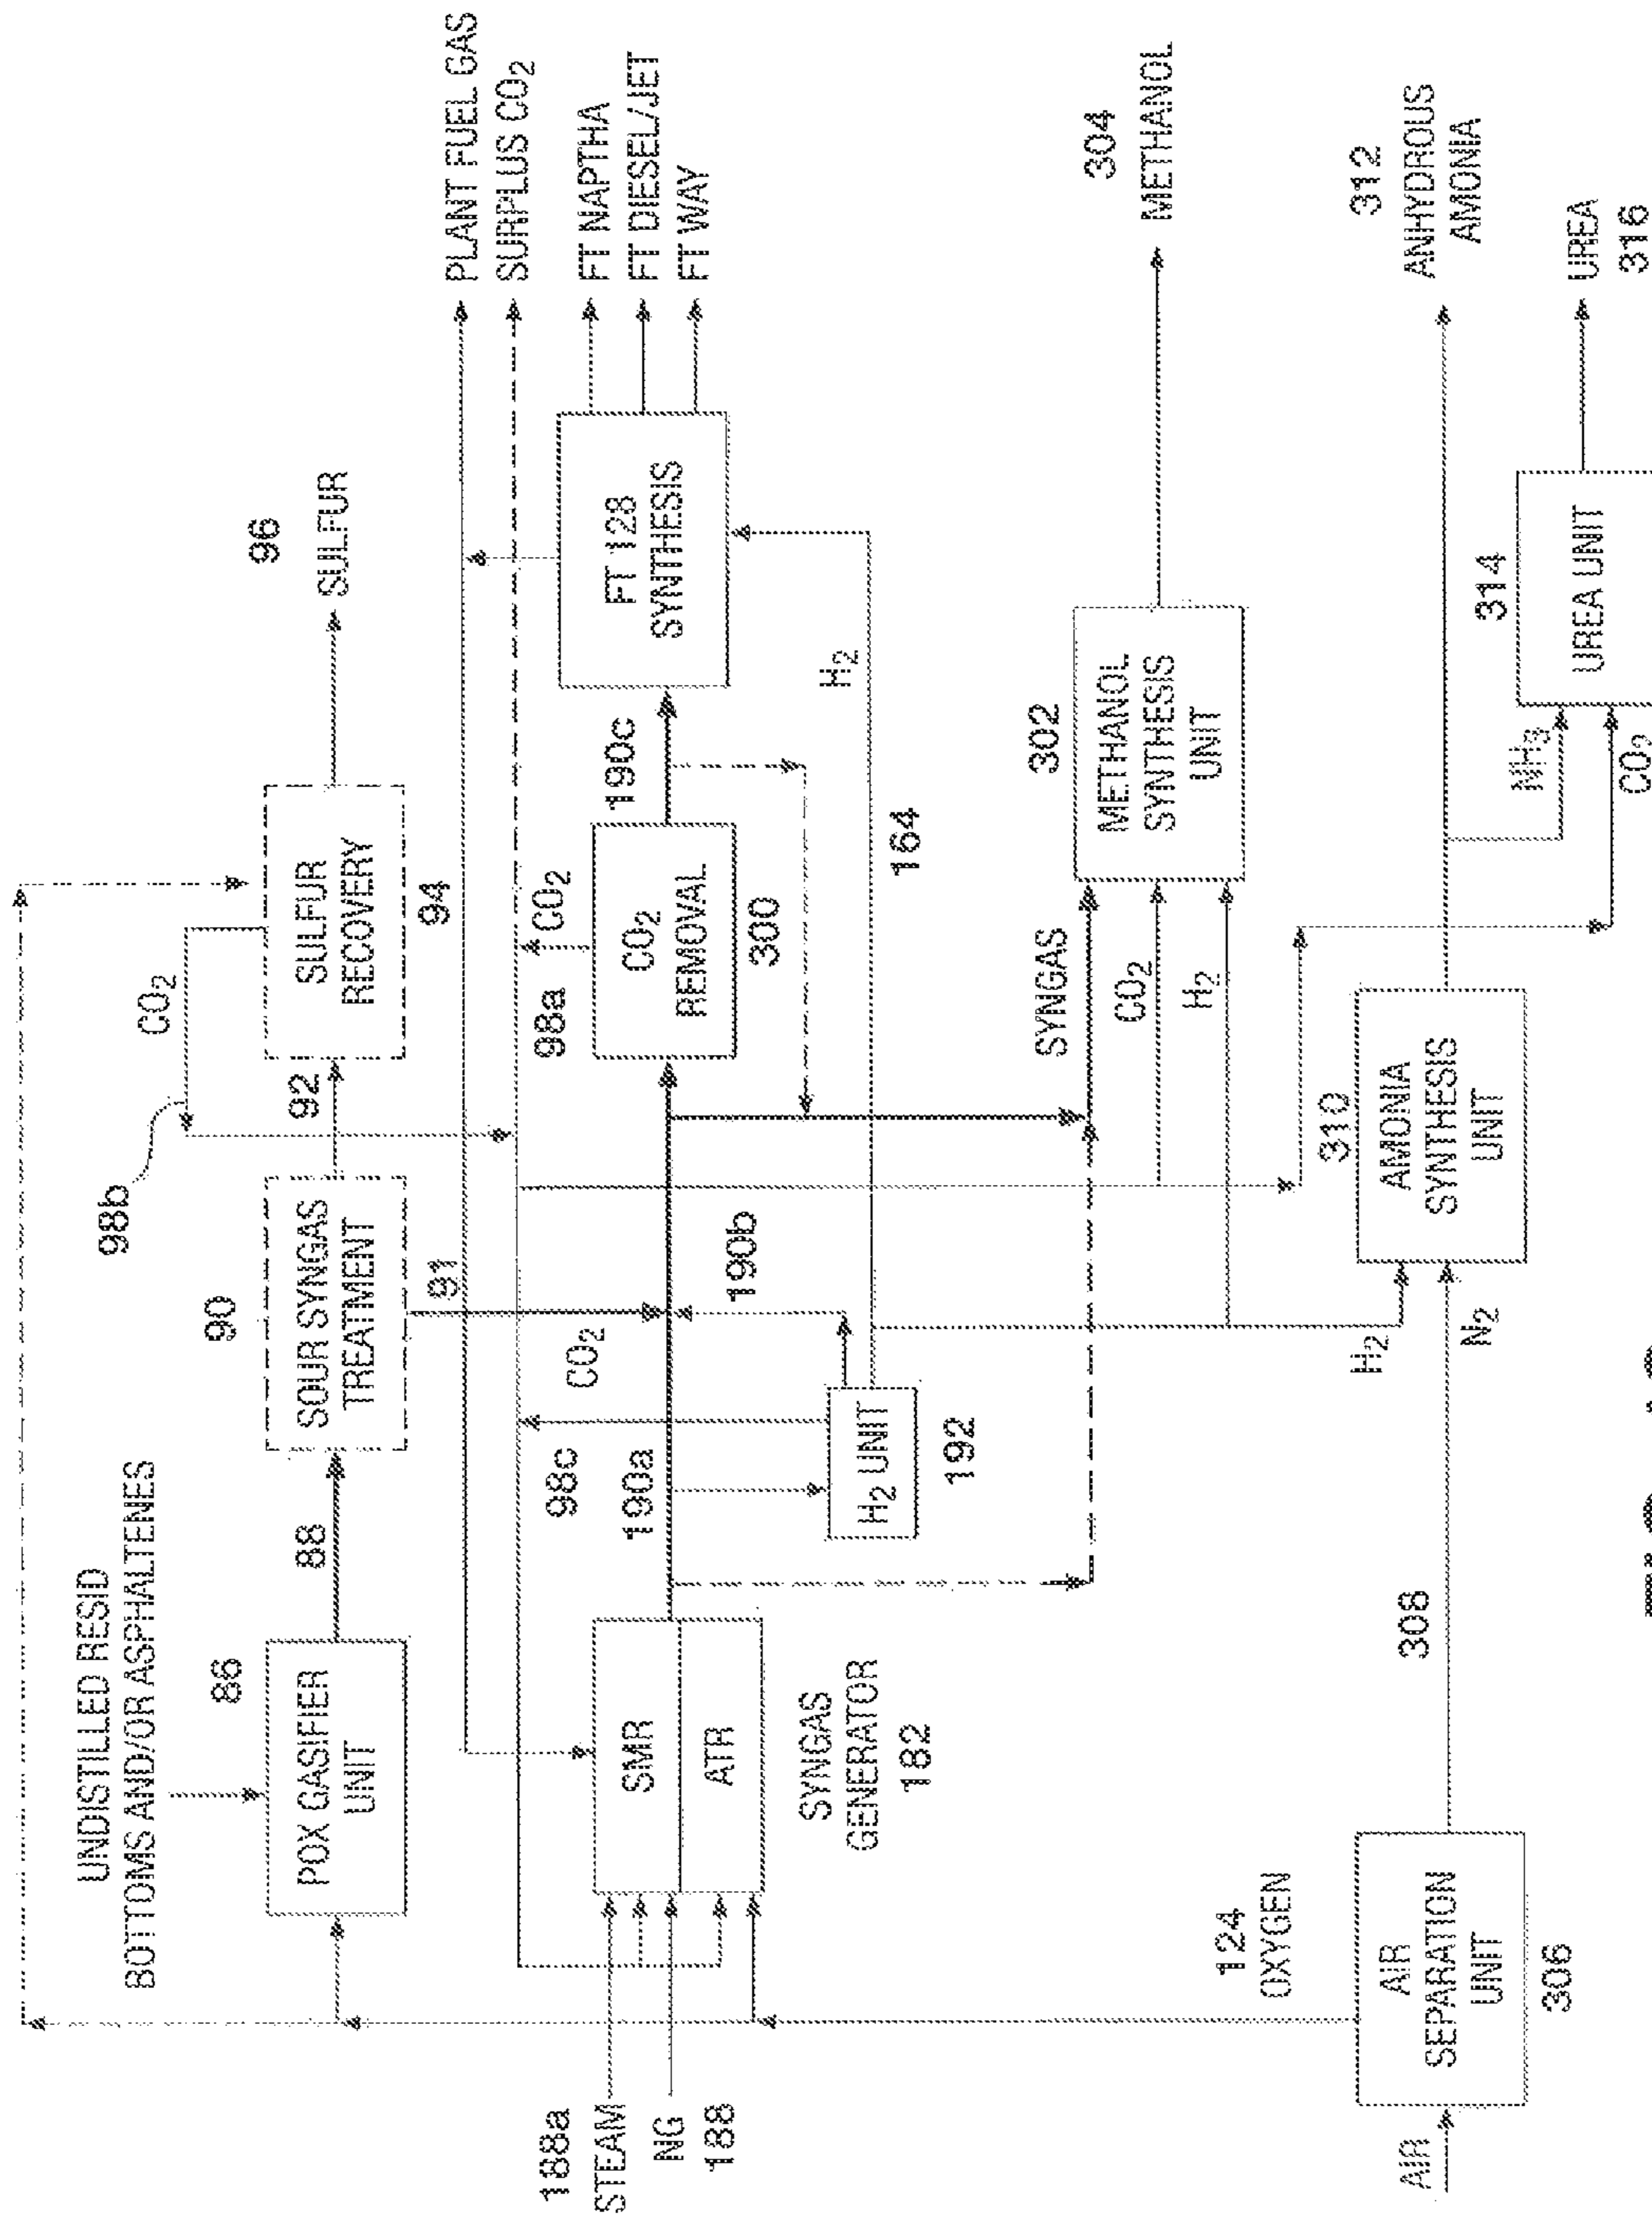 UNDISTILLED RESID
BOTTOMS AND/OR ASPHALTENES
86
POX GASIFIER
UNIT
88
90
SOUR SYNGAS
TREATMENT
98b
CO2
92
SULFUR
RECOVERY
94
96
SULFUR
91
PLANT FUEL GAS
SURPLUS CO2
188a
STEAM
NG
188
SMR
ATR
SYNGAS
GENERATOR
182
98c
CO2
190a
190b
H2 UNIT
192
98a
CO2
CO2
REMOVAL
300
190c
FT 128
SYNTHESIS
FT NAPTHA
FT DIESEL/JET
FT WAY
H2
164
SYNGAS
CO2
H2
302
METHANOL
SYNTHESIS
UNIT
304
METHANOL
124
OXYGEN
AIR
AIR
SEPARATION
UNIT
306
308
H2
N2
310
AMONIA
SYNTHESIS
UNIT
312
ANHYDROUS
AMONIA
NH3
CO2
314
UREA UNIT
UREA
316